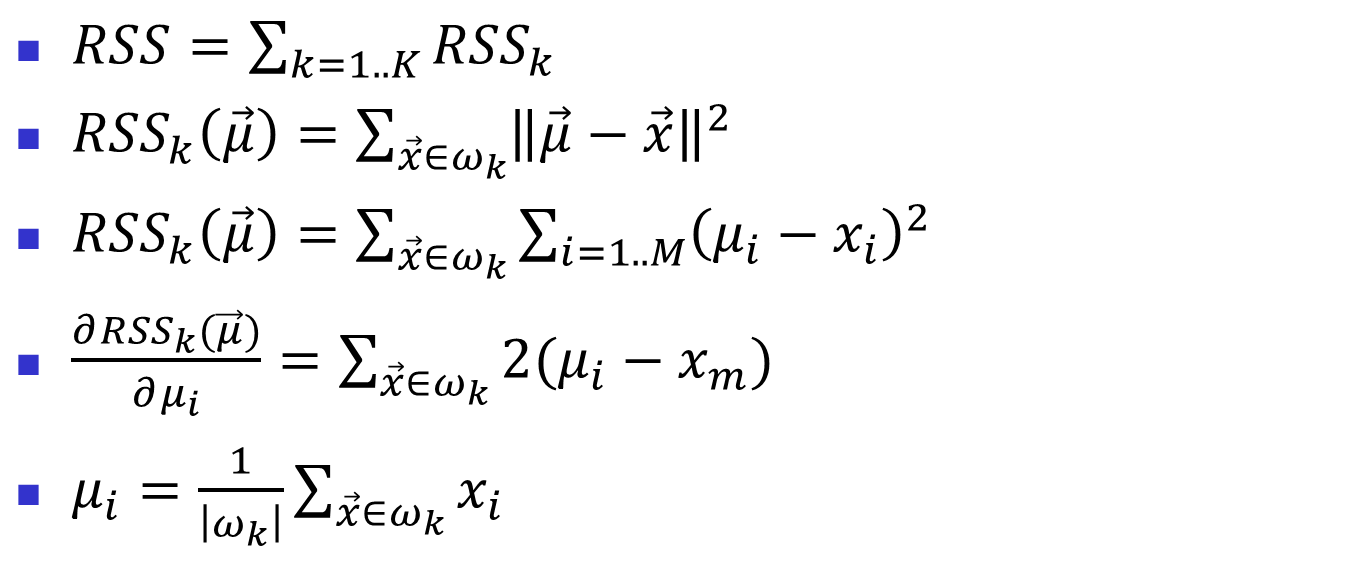 ▪ RSS = ∑_{k=1..K} RSS_k
▪ RSS_k(μ⃗) = ∑_{x⃗∈ω_k} ‖μ⃗ − x⃗‖²
▪ RSS_k(μ⃗) = ∑_{x⃗∈ω_k} ∑_{i=1..M} (μ_i − x_i)²
▪ ∂RSS_k(μ⃗)/∂μ_i = ∑_{x⃗∈ω_k} 2(μ_i − x_m)
▪ μ_i = 1/|ω_k| ∑_{x⃗∈ω_k} x_i